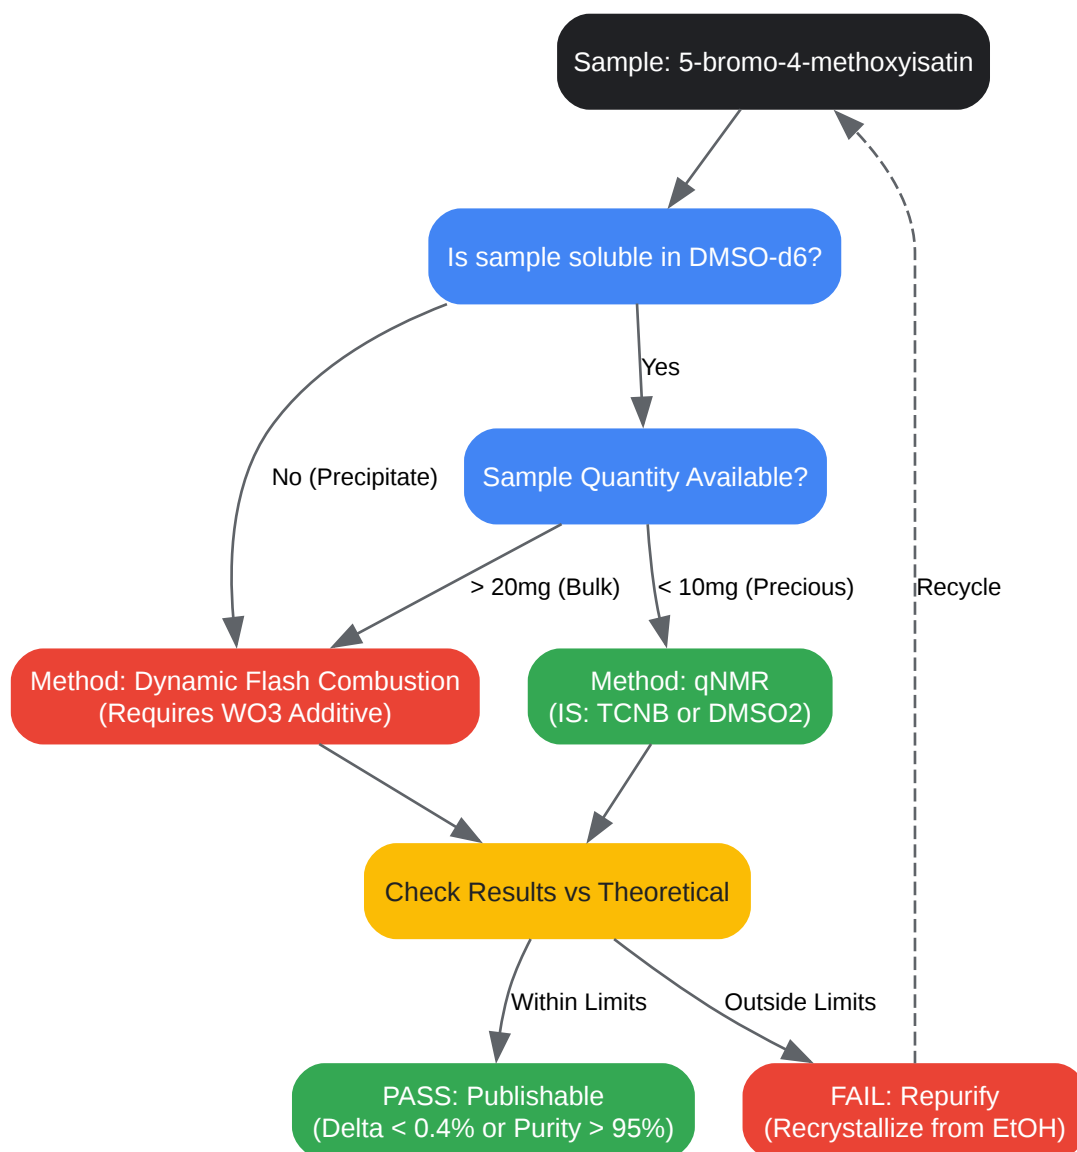 Sample: 5-bromo-4-methoxyisatin
Is sample soluble in DMSO-d6?
Yes
No (Precipitate)
Sample Quantity Available?
> 20mg (Bulk)
< 10mg (Precious)
Recycle
Method: Dynamic Flash Combustion
(Requires WO3 Additive)
Method: qNMR
(IS: TCNB or DMSO2)
Check Results vs Theoretical
Within Limits
Outside Limits
PASS: Publishable
(Delta < 0.4% or Purity > 95%)
FAIL: Repurify
(Recrystallize from EtOH)